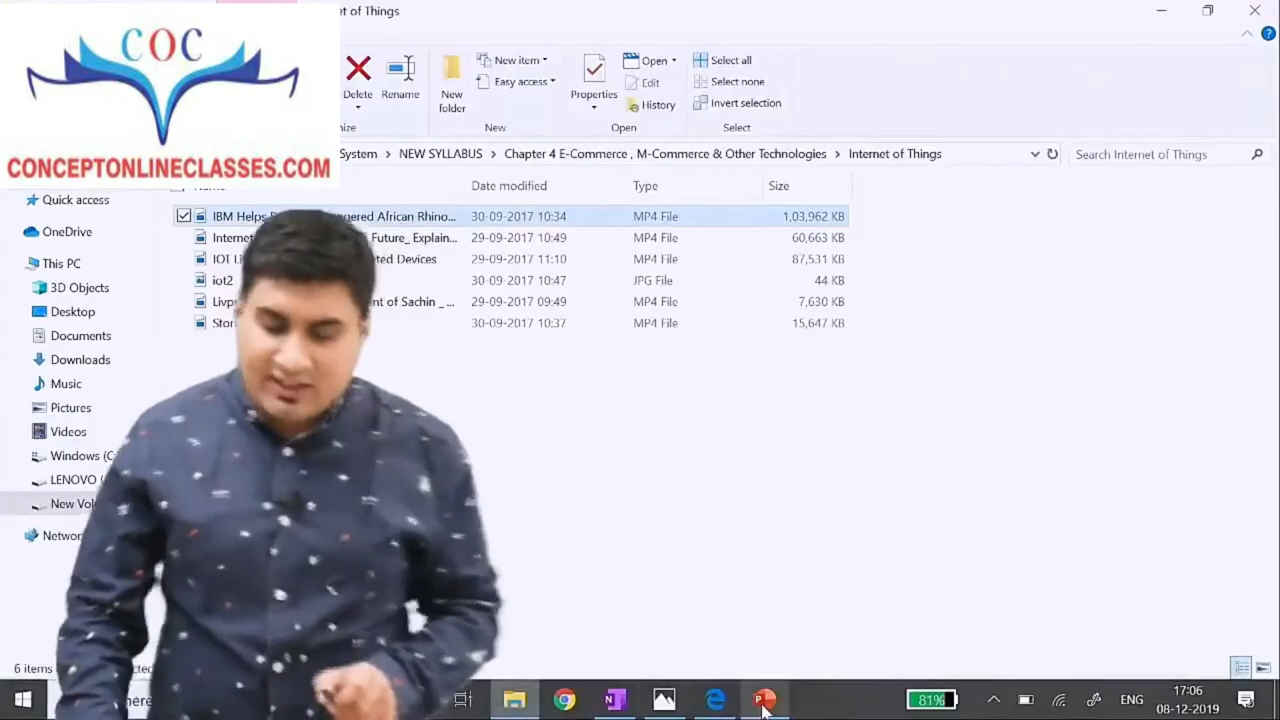 net of Things
COC
CONCEPTONLINECLASSES.COM
Delete
Rename
New folder
New item
Easy access
Properties
Open
Edit
History
Select all
Select none
Invert selection
nize
New
Open
Select
System > NEW SYLLABUS > Chapter 4 E-Commerce , M-Commerce & Other Technologies > Internet of Things
Search Internet of Things
Name Date modified Type Size
IBM Helps gered African Rhino... 30-09-2017 10:34 MP4 File 1,03,962 KB
Internet Future_ Explain... 29-09-2017 10:49 MP4 File 60,663 KB
IOT ted Devices 29-09-2017 11:10 MP4 File 87,531 KB
iot2 30-09-2017 10:47 JPG File 44 KB
Livpu ent of Sachin _ ... 29-09-2017 09:49 MP4 File 7,630 KB
Stor 30-09-2017 10:37 MP4 File 15,647 KB
Quick access
OneDrive
This PC
3D Objects
Desktop
Documents
Downloads
Music
Pictures
Videos
Windows (C:
LENOVO (
New Vol
Networ
6 items cted
81%
ENG
17:06
08-12-2019